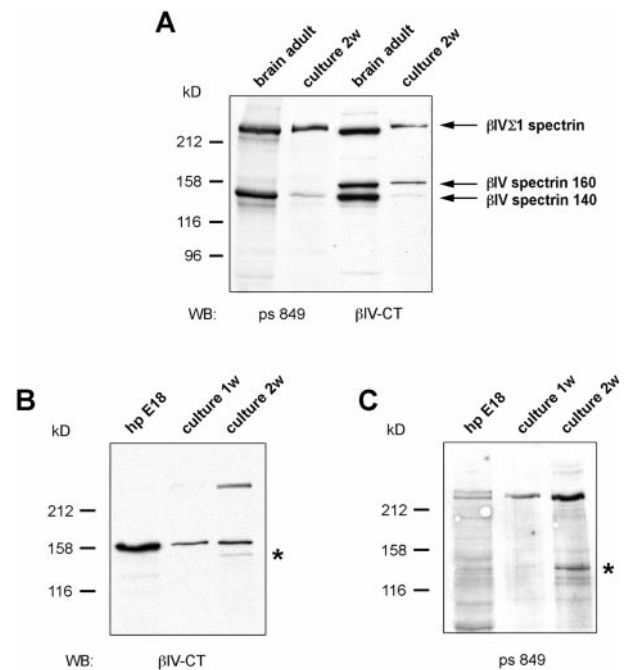 A
brain adult
culture 2w
brain adult
culture 2w
kD
212
158
116
96
βIVΣ1 spectrin
βIV spectrin 160
βIV spectrin 140
WB: ps 849 βIV-CT
B
hp E18
culture 1w
culture 2w
kD
212
158
116
*
WB: βIV-CT
C
hp E18
culture 1w
culture 2w
kD
212
158
116
*
ps 849